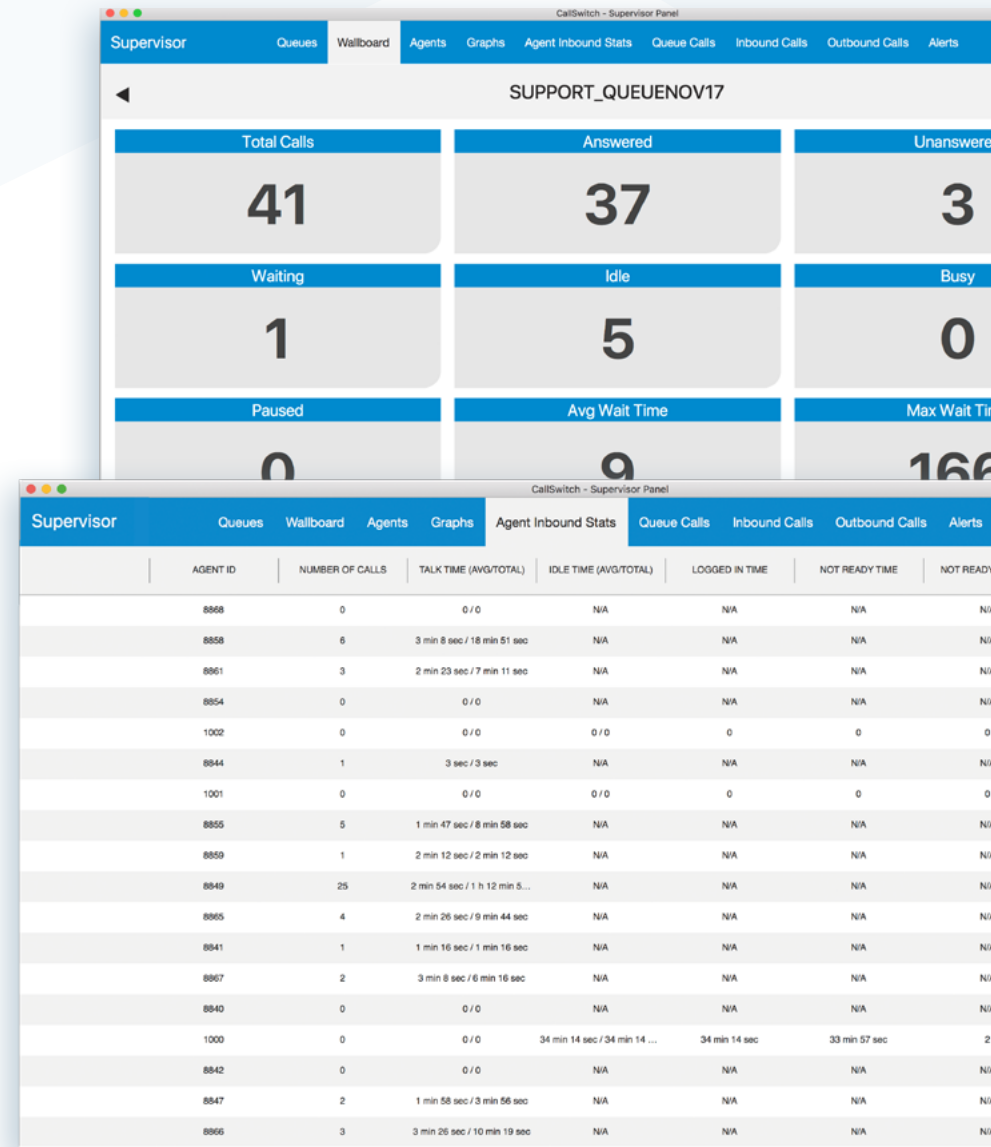 CallSwitch - Supervisor Panel
Supervisor Queues Wallboard Agents Graphs Agent Inbound Stats Queue Calls Inbound Calls Outbound Calls Alerts
SUPPORT_QUEUENOV17
Total Calls Answered Unanswere
41 37 3
Waiting Idle Busy
1 5 0
Paused Avg Wait Time Max Wait Tim
0 9 166
CallSwitch - Supervisor Panel
Supervisor Queues Wallboard Agents Graphs Agent Inbound Stats Queue Calls Inbound Calls Outbound Calls Alerts
AGENT ID NUMBER OF CALLS TALK TIME (AVG/TOTAL) IDLE TIME (AVG/TOTAL) LOGGED IN TIME NOT READY TIME NOT READY
8868 0 0 / 0 N/A N/A N/A N/A
8858 6 3 min 8 sec / 18 min 51 sec N/A N/A N/A N/A
8861 3 2 min 23 sec / 7 min 11 sec N/A N/A N/A N/A
8854 0 0 / 0 N/A N/A N/A N/A
1002 0 0 / 0 0 / 0 0 0 0
8844 1 3 sec / 3 sec N/A N/A N/A N/A
1001 0 0 / 0 0 / 0 0 0 0
8855 5 1 min 47 sec / 8 min 58 sec N/A N/A N/A N/A
8859 1 2 min 12 sec / 2 min 12 sec N/A N/A N/A N/A
8849 25 2 min 54 sec / 1 h 12 min 5... N/A N/A N/A N/A
8865 4 2 min 26 sec / 9 min 44 sec N/A N/A N/A N/A
8841 1 1 min 16 sec / 1 min 16 sec N/A N/A N/A N/A
8867 2 3 min 8 sec / 6 min 16 sec N/A N/A N/A N/A
8840 0 0 / 0 N/A N/A N/A N/A
1000 0 0 / 0 34 min 14 sec / 34 min 14 .... 34 min 14 sec 33 min 57 sec 2
8842 0 0 / 0 N/A N/A N/A N/A
8847 2 1 min 58 sec / 3 min 56 sec N/A N/A N/A N/A
8866 3 3 min 26 sec / 10 min 19 sec N/A N/A N/A N/A